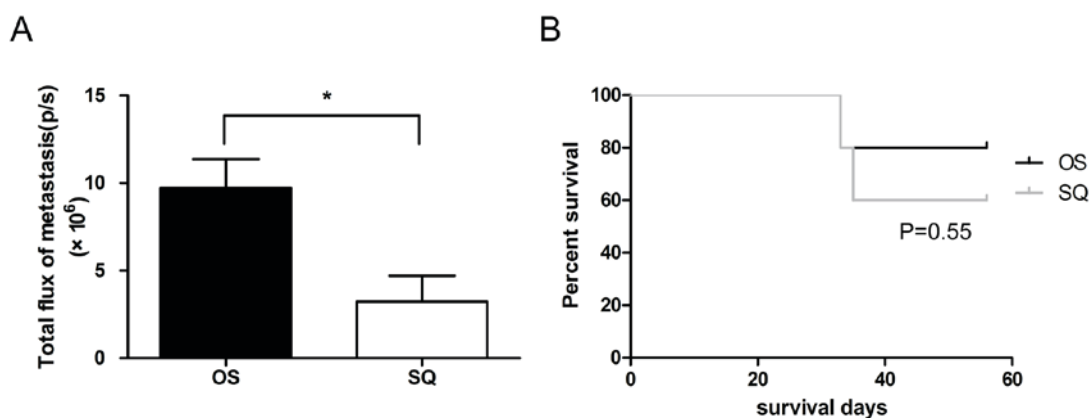 A
Total flux of metastasis(p/s)
(× 10⁶)
15
10
5
0
*
OS
SQ
B
Percent survival
100
80
60
40
20
0
0
20
40
60
survival days
OS
SQ
P=0.55